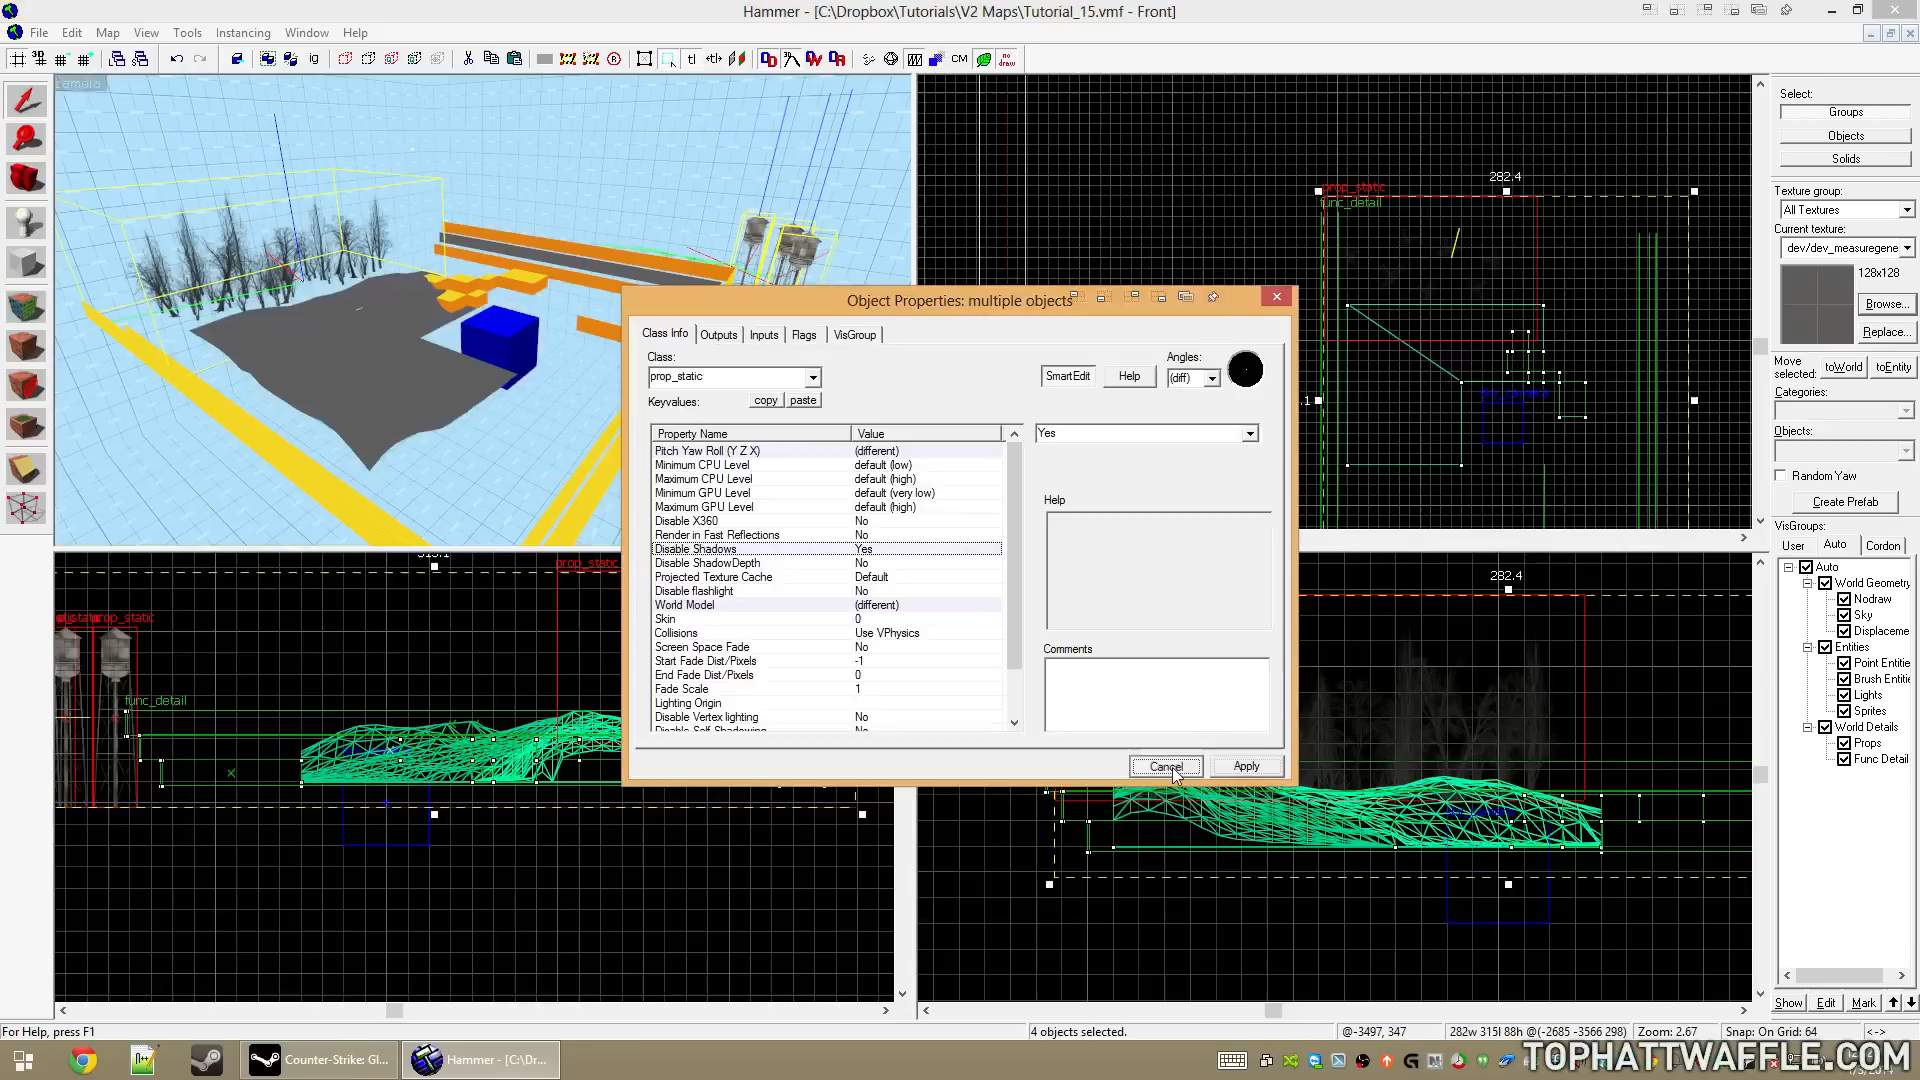 Hammer - [C:\Dropbox\Tutorials\V2 Maps\Tutorial_15.vmf - Front]
File Edit Map View Tools Instancing Window Help
camera
Select:
Groups
Objects
Solids
Texture group:
All Textures
Current texture:
dev/dev_measuregene
128x128
Browse...
Replace...
Move
selected:
toWorld
toEntity
Categories:
Objects:
Random Yaw
Create Prefab
VisGroups:
User Auto Cordon
Auto
World Geometry
Nodraw
Sky
Displaceme
Entities
Point Entitie
Brush Entitie
Lights
Sprites
World Details
Props
Func Detail
Show Edit Mark
282.4
prop_static
func_detail
sky_camera
Object Properties: multiple objects
Class Info Outputs Inputs Flags VisGroup
Class:
prop_static
SmartEdit
Help
Angles:
(diff)
Keyvalues:
copy
paste
Property Name Value
Pitch Yaw Roll (Y Z X) (different)
Minimum CPU Level default (low)
Maximum CPU Level default (high)
Minimum GPU Level default (very low)
Maximum GPU Level default (high)
Disable X360 No
Render in Fast Reflections No
Disable Shadows Yes
Disable ShadowDepth No
Projected Texture Cache Default
Disable flashlight No
World Model (different)
Skin 0
Collisions Use VPhysics
Screen Space Fade No
Start Fade Dist/Pixels -1
End Fade Dist/Pixels 0
Fade Scale 1
Lighting Origin
Disable Vertex lighting No
Disable Self-Shadowing No
Yes
Help
Comments
Cancel
Apply
prop_static
prop_static
func_detail
282.4
For Help, press F1
4 objects selected.
@-3497, 347
282w 315l 88h @(-2685 -3566 298)
Zoom: 2.67
Snap: On Grid: 64
<->
Counter-Strike: Gl...
Hammer - [C:\Dr...
TOPHATTWAFFLE.COM